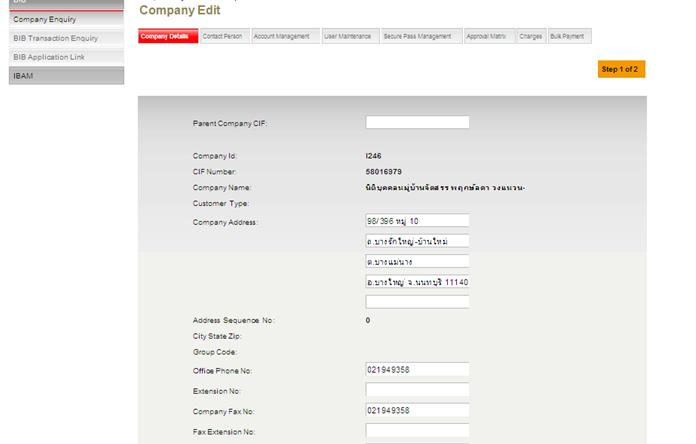 BIB
Company Edit
Company Enquiry
BIB Transaction Enquiry
BIB Application Link
IBAM
Company Details Contact Person Account Management User Maintenance Secure Pass Management Approval Matrix Charges Bulk Payment
Step 1 of 2
Parent Company CIF:
Company Id: I246
CIF Number: 58016979
Company Name: นิติบุคคลหมู่บ้านจัดสรร พฤกษ์ลดา วงแหวน-
Customer Type:
Company Address: 98/396 หมู่ 10
ถ.บางรักใหญ่-บ้านใหม่
ต.บางแม่นาง
อ.บางใหญ่ จ.นนทบุรี 11140
Address Sequence No: 0
City State Zip:
Group Code:
Office Phone No: 021949358
Extension No:
Company Fax No: 021949358
Fax Extension No: